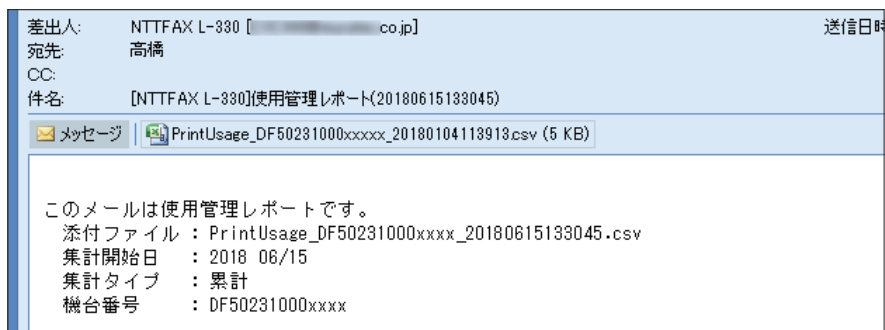 差出人: NTTFAX L-330 [ co.jp] 送信日時
宛先: 高橋
CC:
件名: [NTTFAX L-330]使用管理レポート(20180615133045)
メッセージ PrintUsage_DF50231000xxxxx_20180104113913.csv (5 KB)
このメールは使用管理レポートです。
添付ファイル : PrintUsage_DF50231000xxxx_20180615133045.csv
集計開始日 : 2018 06/15
集計タイプ : 累計
機台番号 : DF50231000xxxx